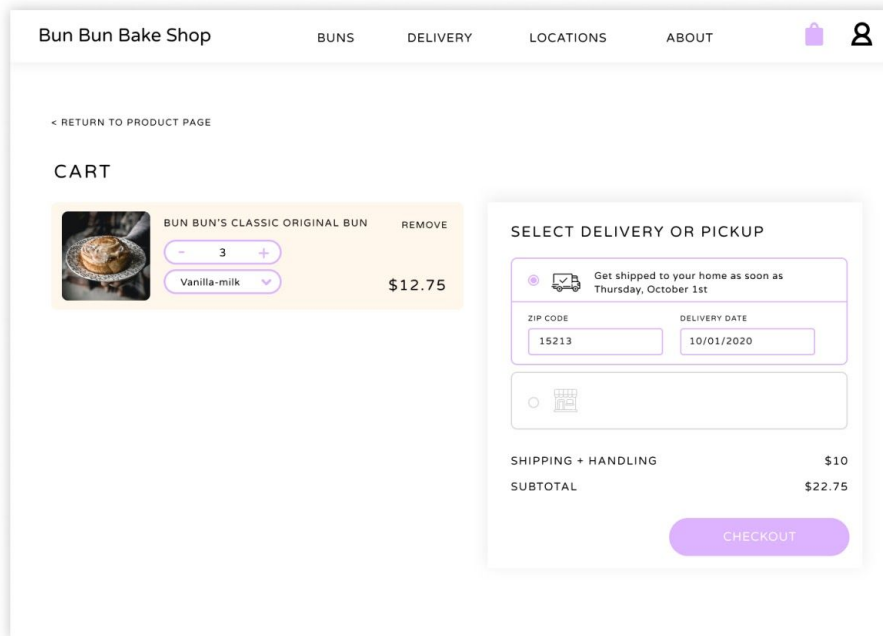 Bun Bun Bake Shop
BUNS
DELIVERY
LOCATIONS
ABOUT
< RETURN TO PRODUCT PAGE
CART
BUN BUN'S CLASSIC ORIGINAL BUN
REMOVE
- 3 +
Vanilla-milk
$12.75
SELECT DELIVERY OR PICKUP
Get shipped to your home as soon as
Thursday, October 1st
ZIP CODE
DELIVERY DATE
15213
10/01/2020
SHIPPING + HANDLING
$10
SUBTOTAL
$22.75
CHECKOUT